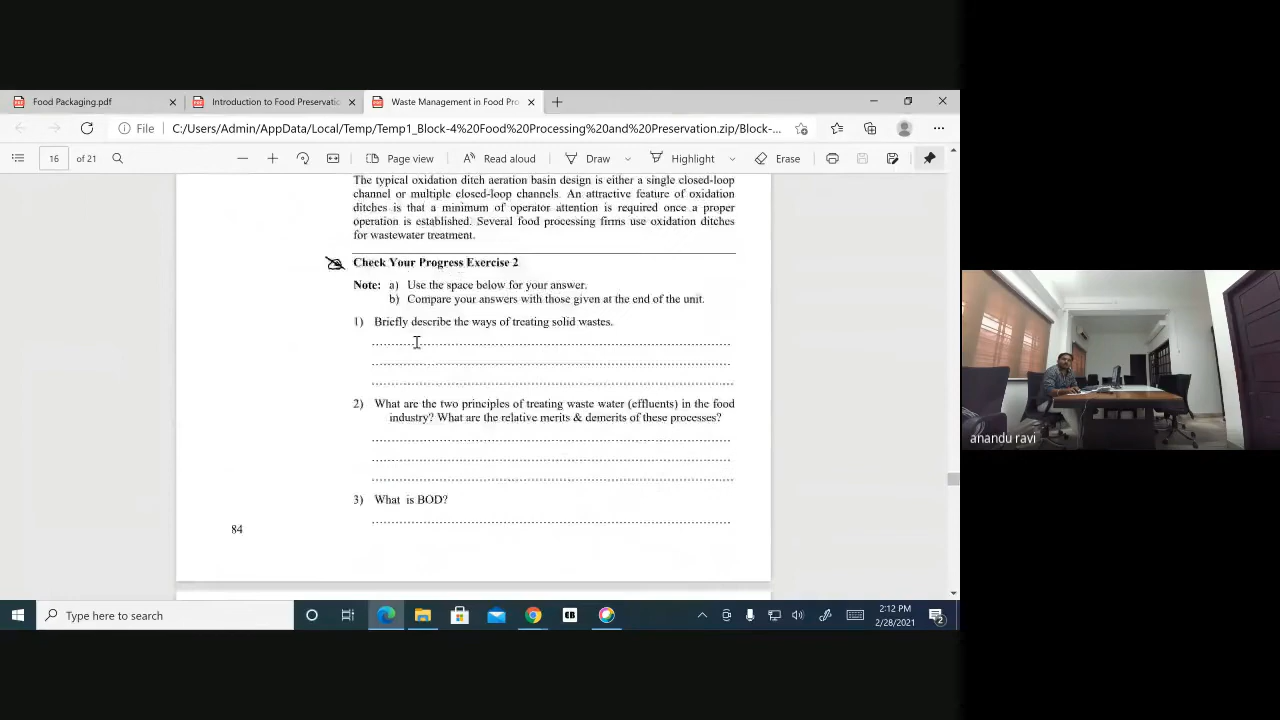 Food Packaging.pdf
Introduction to Food Preservatio
Waste Management in Food Pro
File
C:/Users/Admin/AppData/Local/Temp/Temp1_Block-4%20Food%20Processing%20and%20Preservation.zip/Block-...
16 of 21
Page view
Read aloud
Draw
Highlight
Erase
The typical oxidation ditch aeration basin design is either a single closed-loop
channel or multiple closed-loop channels. An attractive feature of oxidation
ditches is that a minimum of operator attention is required once a proper
operation is established. Several food processing firms use oxidation ditches
for wastewater treatment.
Check Your Progress Exercise 2
Note: a) Use the space below for your answer.
b) Compare your answers with those given at the end of the unit.
1) Briefly describe the ways of treating solid wastes.
2) What are the two principles of treating waste water (effluents) in the food
industry? What are the relative merits & demerits of these processes?
3) What is BOD?
84
anandu ravi
Type here to search
2:12 PM
2/28/2021
2